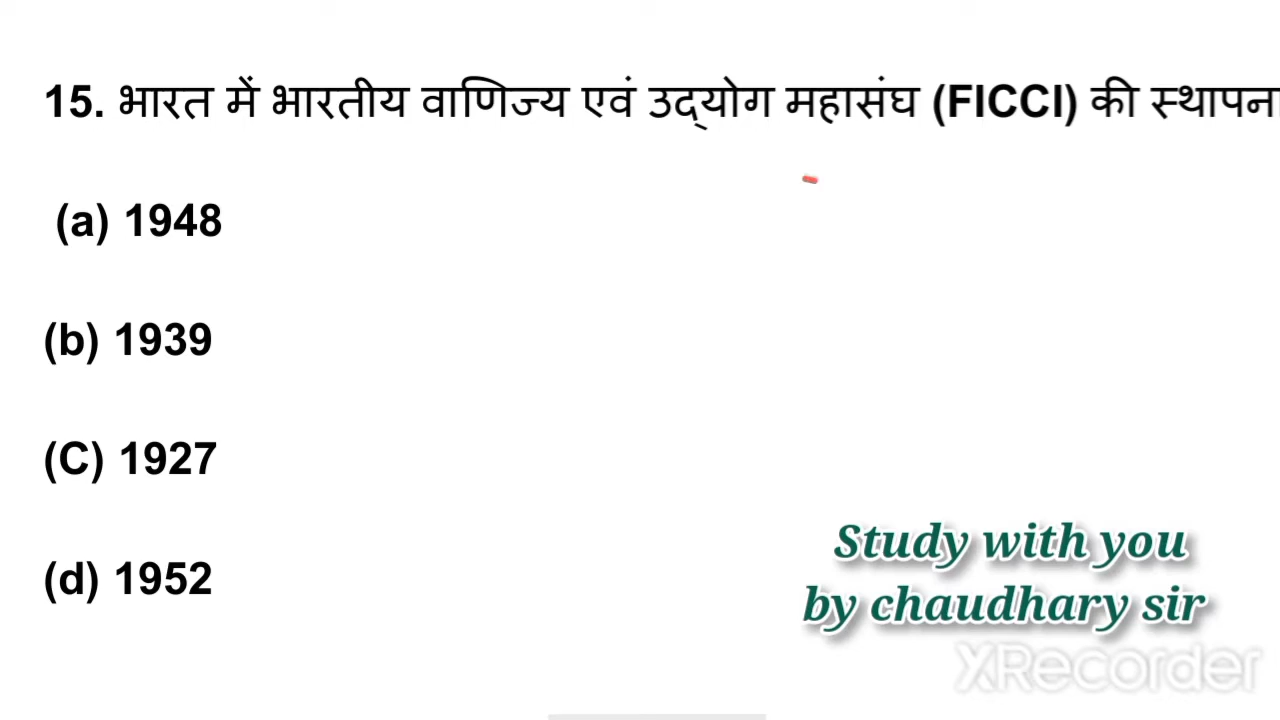 15. भारत में भारतीय वाणिज्य एवं उद्योग महासंघ (FICCI) की स्थापना
(a) 1948
(b) 1939
(C) 1927
(d) 1952
Study with you
by chaudhary sir
XRecorder